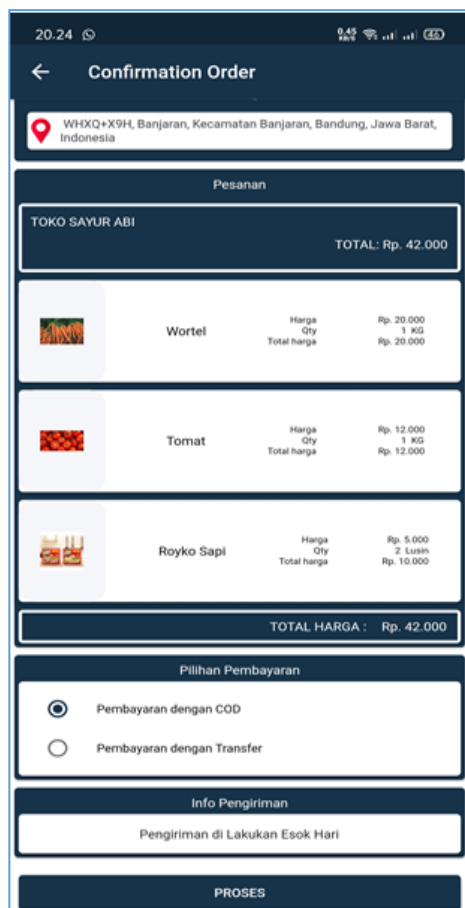 20.24
0,45 KB/S 46
Confirmation Order
WHXQ+X9H, Banjaran, Kecamatan Banjaran, Bandung, Jawa Barat,
Indonesia
Pesanan
TOKO SAYUR ABI
TOTAL: Rp. 42.000
Wortel
Harga Rp. 20.000
Qty 1 KG
Total harga Rp. 20.000
Tomat
Harga Rp. 12.000
Qty 1 KG
Total harga Rp. 12.000
Royko Sapi
Harga Rp. 5.000
Qty 2 Lusin
Total harga Rp. 10.000
TOTAL HARGA : Rp. 42.000
Pilihan Pembayaran
Pembayaran dengan COD
Pembayaran dengan Transfer
Info Pengiriman
Pengiriman di Lakukan Esok Hari
PROSES